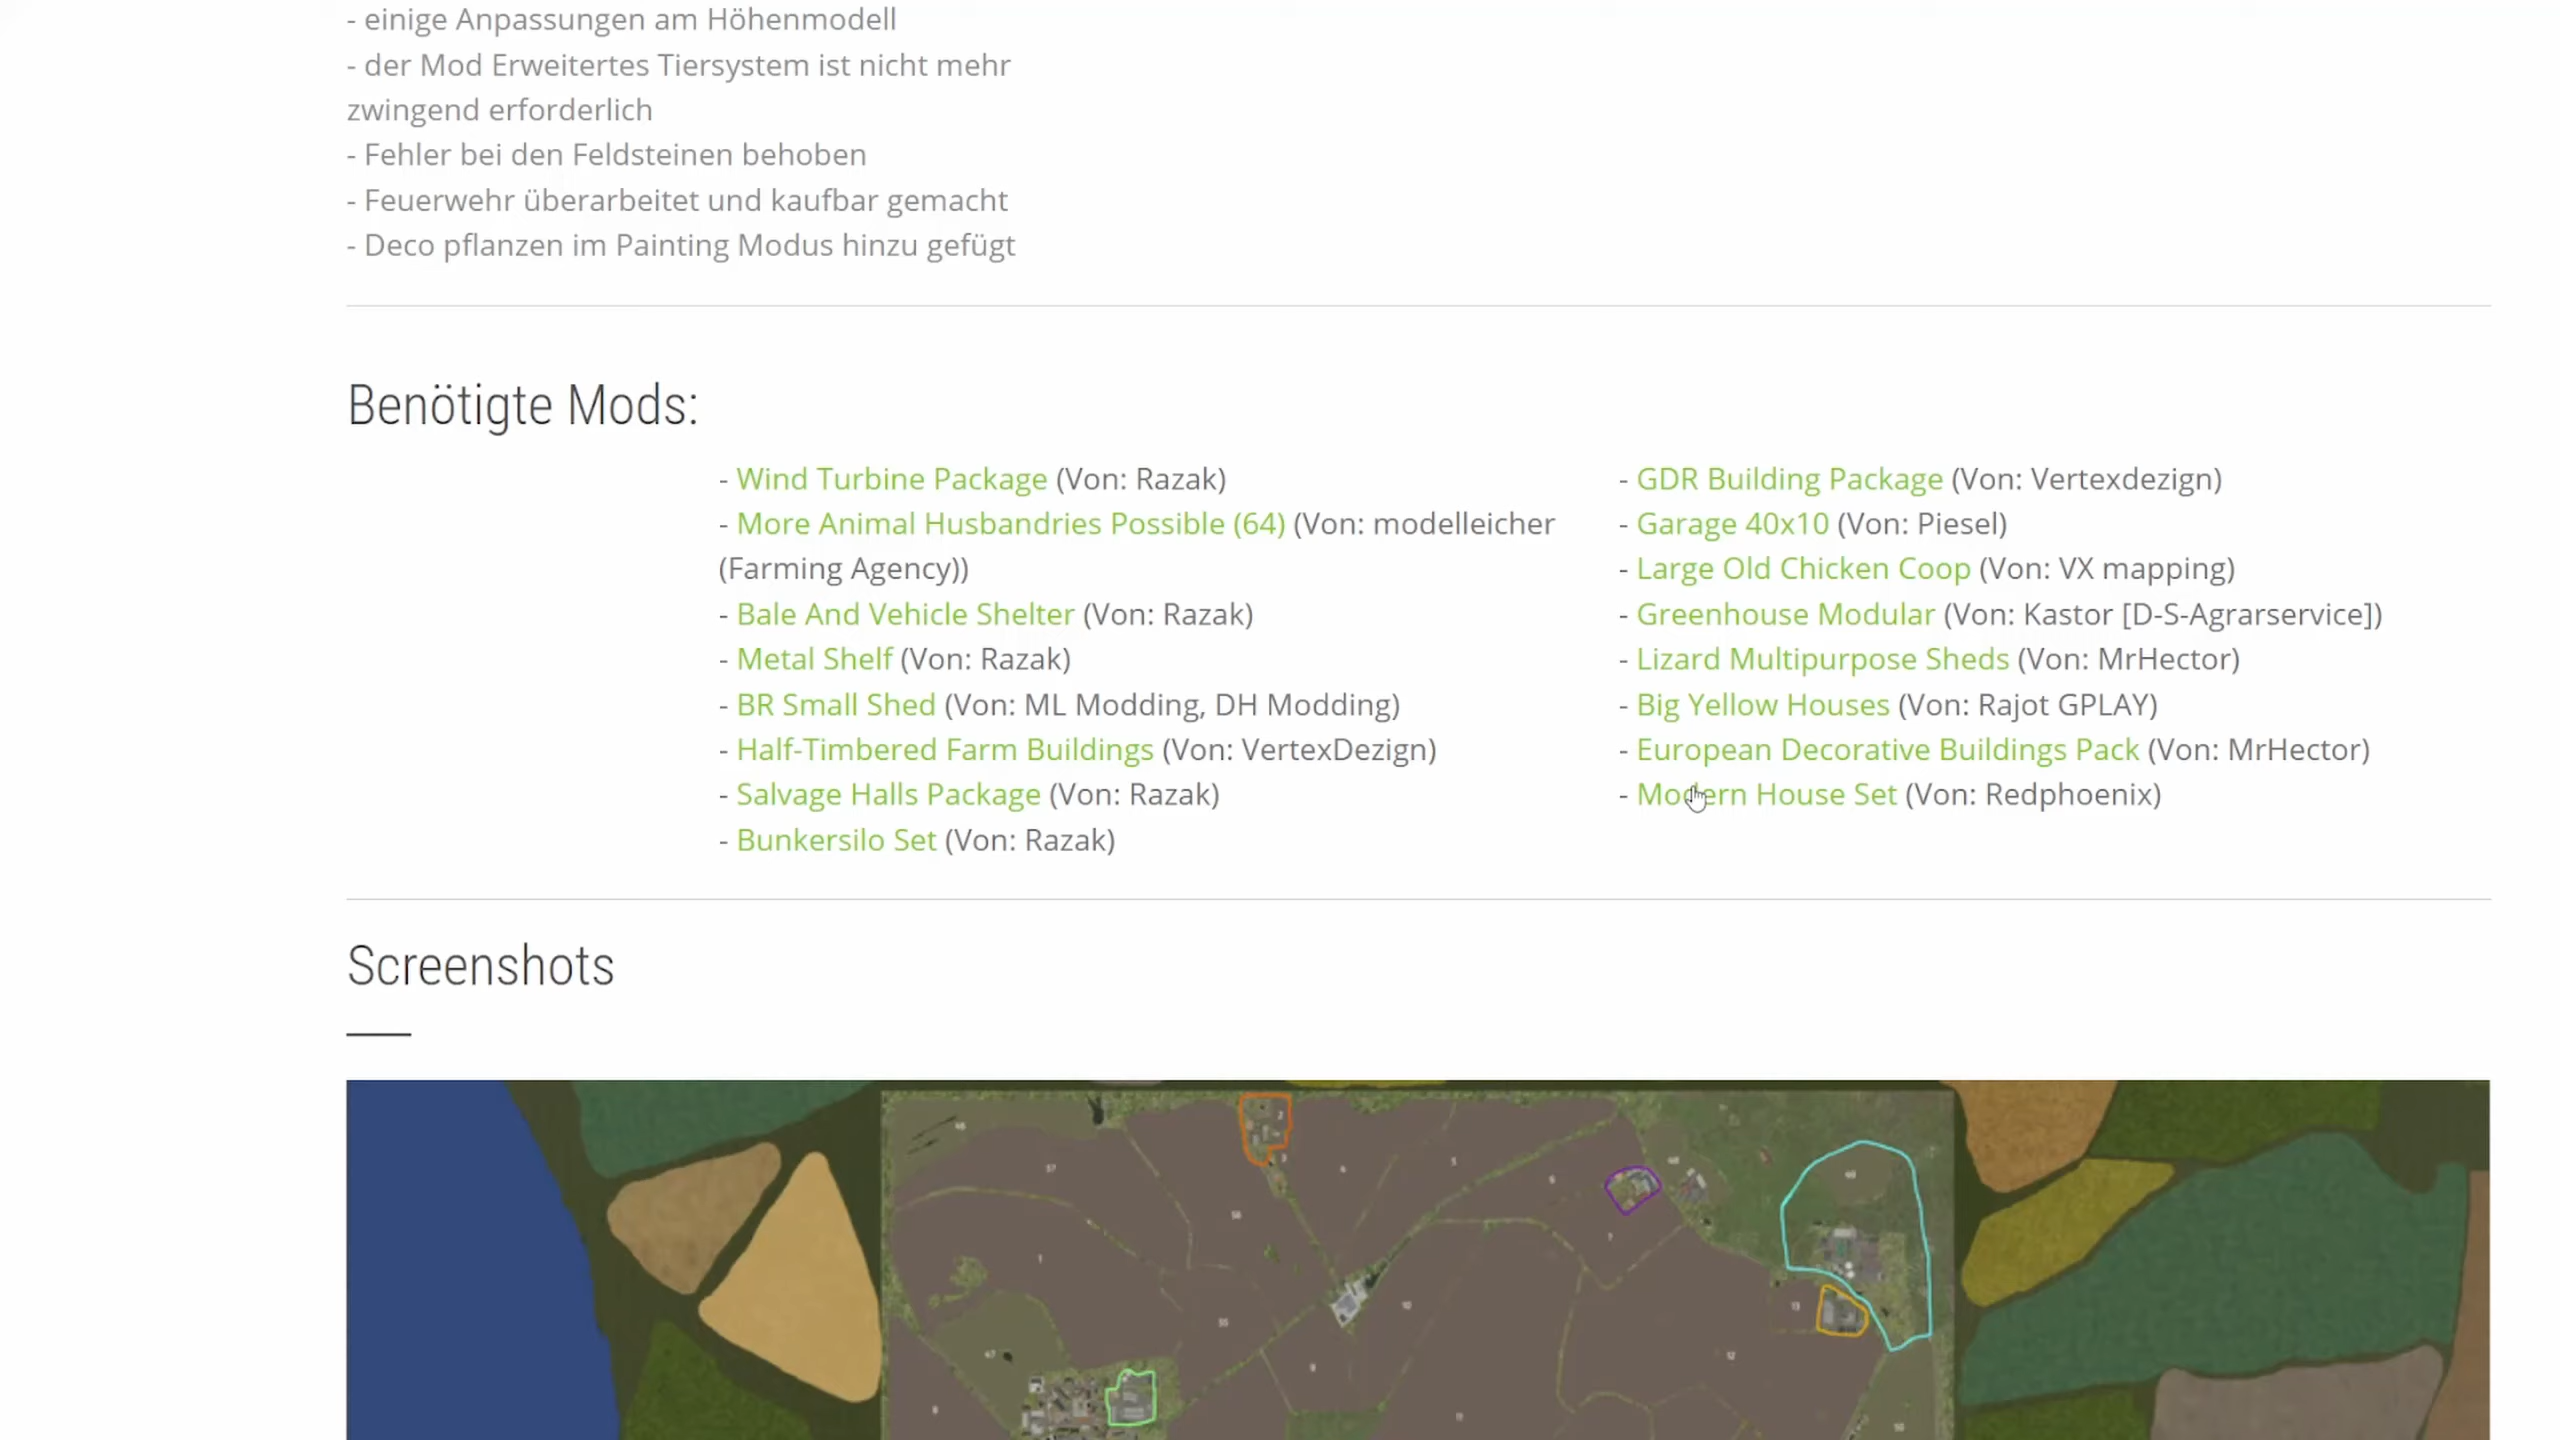 - einige Anpassungen am Höhenmodell
- der Mod Erweitertes Tiersystem ist nicht mehr
zwingend erforderlich
- Fehler bei den Feldsteinen behoben
- Feuerwehr überarbeitet und kaufbar gemacht
- Deco pflanzen im Painting Modus hinzu gefügt
Benötigte Mods:
- Wind Turbine Package (Von: Razak)
- More Animal Husbandries Possible (64) (Von: modelleicher
(Farming Agency))
- Bale And Vehicle Shelter (Von: Razak)
- Metal Shelf (Von: Razak)
- BR Small Shed (Von: ML Modding, DH Modding)
- Half-Timbered Farm Buildings (Von: VertexDezign)
- Salvage Halls Package (Von: Razak)
- Bunkersilo Set (Von: Razak)
- GDR Building Package (Von: Vertexdezign)
- Garage 40x10 (Von: Piesel)
- Large Old Chicken Coop (Von: VX mapping)
- Greenhouse Modular (Von: Kastor [D-S-Agrarservice])
- Lizard Multipurpose Sheds (Von: MrHector)
- Big Yellow Houses (Von: Rajot GPLAY)
- European Decorative Buildings Pack (Von: MrHector)
- Modern House Set (Von: Redphoenix)
Screenshots